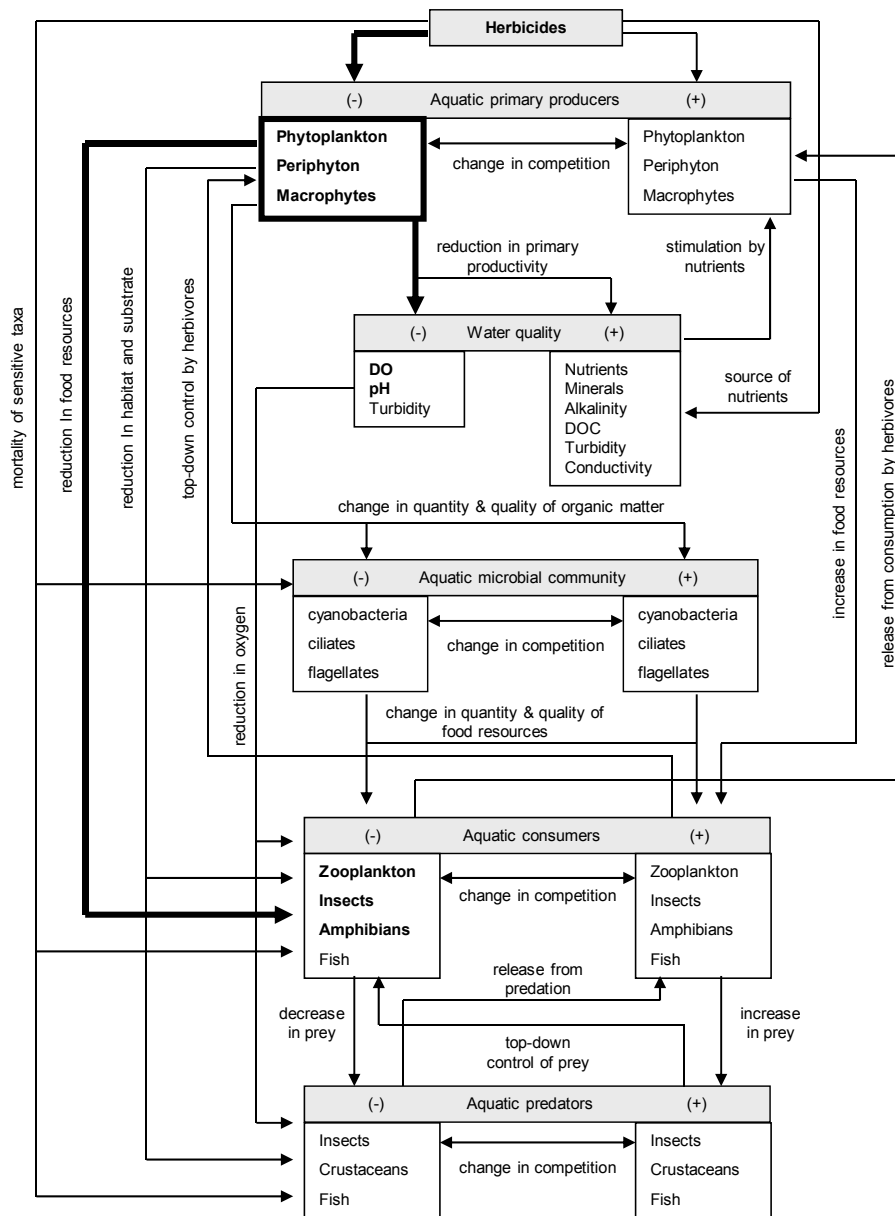 Herbicides
(-) Aquatic primary producers (+)
Phytoplankton
Periphyton
Macrophytes
change in competition
Phytoplankton
Periphyton
Macrophytes
reduction in primary
productivity
stimulation by
nutrients
(-) Water quality (+)
DO
pH
Turbidity
Nutrients
Minerals
Alkalinity
DOC
Turbidity
Conductivity
source of
nutrients
mortality of sensitive taxa
reduction In food resources
reduction In habitat and substrate
top-down control by herbivores
increase in food resources
release from consumption by herbivores
change in quantity & quality of organic matter
(-) Aquatic microbial community (+)
cyanobacteria
ciliates
flagellates
change in competition
cyanobacteria
ciliates
flagellates
reduction in oxygen
change in quantity & quality of
food resources
(-) Aquatic consumers (+)
Zooplankton
Insects
Amphibians
Fish
change in competition
Zooplankton
Insects
Amphibians
Fish
release from
predation
decrease
in prey
increase
in prey
top-down
control of prey
(-) Aquatic predators (+)
Insects
Crustaceans
Fish
change in competition
Insects
Crustaceans
Fish